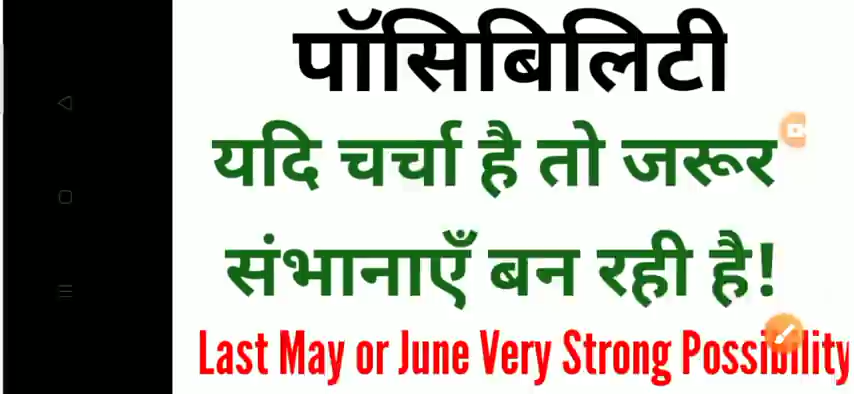 पॉसिबिलिटी
यदि चर्चा है तो जरूर
संभानाएँ बन रही है!
Last May or June Very Strong Possibility